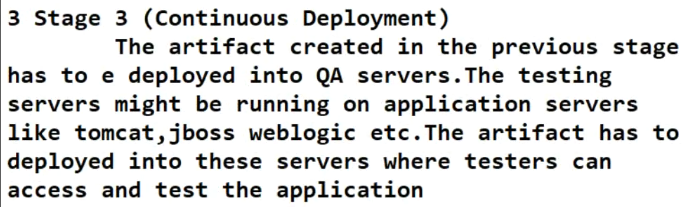 3 Stage 3 (Continuous Deployment)
The artifact created in the previous stage
has to e deployed into QA servers.The testing
servers might be running on application servers
like tomcat,jboss weblogic etc.The artifact has to
deployed into these servers where testers can
access and test the application